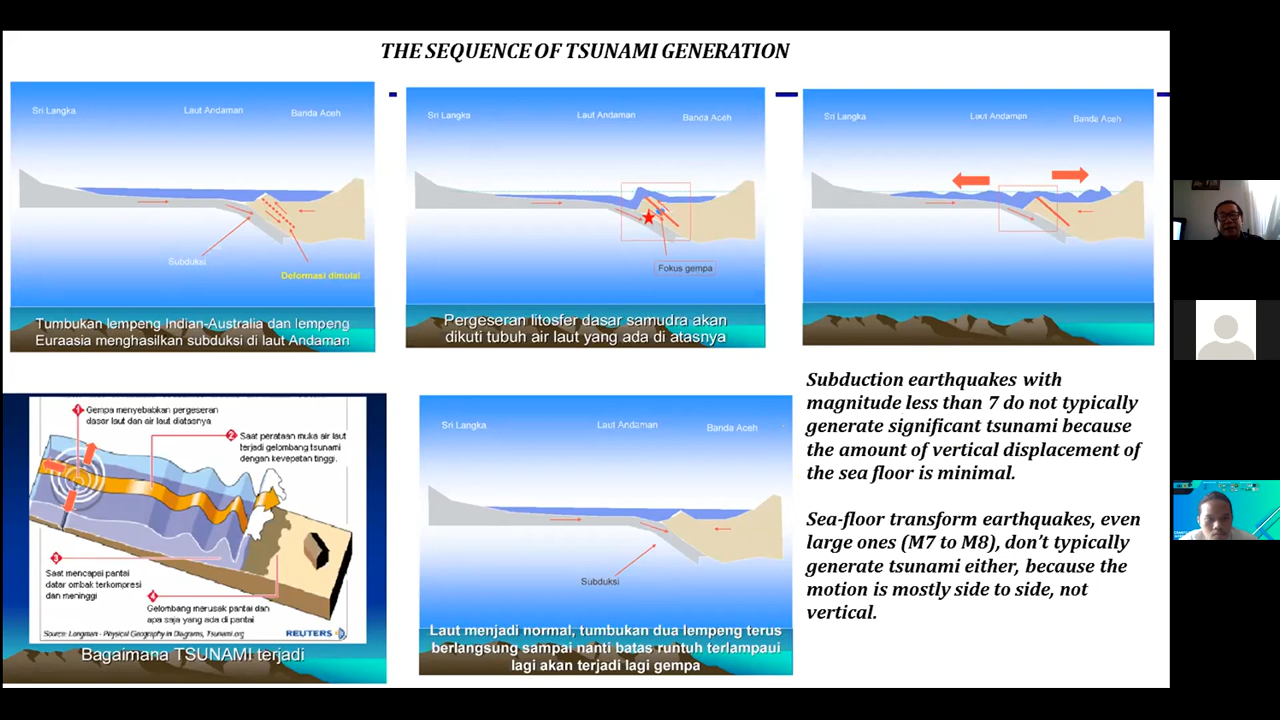 THE SEQUENCE OF TSUNAMI GENERATION
Sri Langka
Laut Andaman
Banda Aceh
Subduksi
Deformasi dimulai
Tumbukan lempeng Indian-Australia dan lempeng
Euraasia menghasilkan subduksi di laut Andaman
Sri Langka
Laut Andaman
Banda Aceh
Fokus gempa
Pergeseran litosfer dasar samudra akan
dikuti tubuh air laut yang ada di atasnya
Sri Langka
Laut Andaman
Banda Aceh
1
Gempa menyebabkan pergeseran
dasar laut dan air laut diatasnya
2
Saat perataan muka air laut
terjadi gelombang tsunami
dengan kevepatan tinggi.
3
Saat mencapai pantai
datar ombak terkompresi
dan meninggi
4
Gelombang merusak pantai dan
apa saja yang ada di pantai
Source: Longman - Physical Geography in Diagrams, Tsunami.org
REUTERS
Bagaimana TSUNAMI terjadi
Sri Langka
Laut Andaman
Banda Aceh
Subduksi
Laut menjadi normal, tumbukan dua lempeng terus
berlangsung sampai nanti batas runtuh terlampaui
lagi akan terjadi lagi gempa
Subduction earthquakes with
magnitude less than 7 do not typically
generate significant tsunami because
the amount of vertical displacement of
the sea floor is minimal.
Sea-floor transform earthquakes, even
large ones (M7 to M8), don't typically
generate tsunami either, because the
motion is mostly side to side, not
vertical.